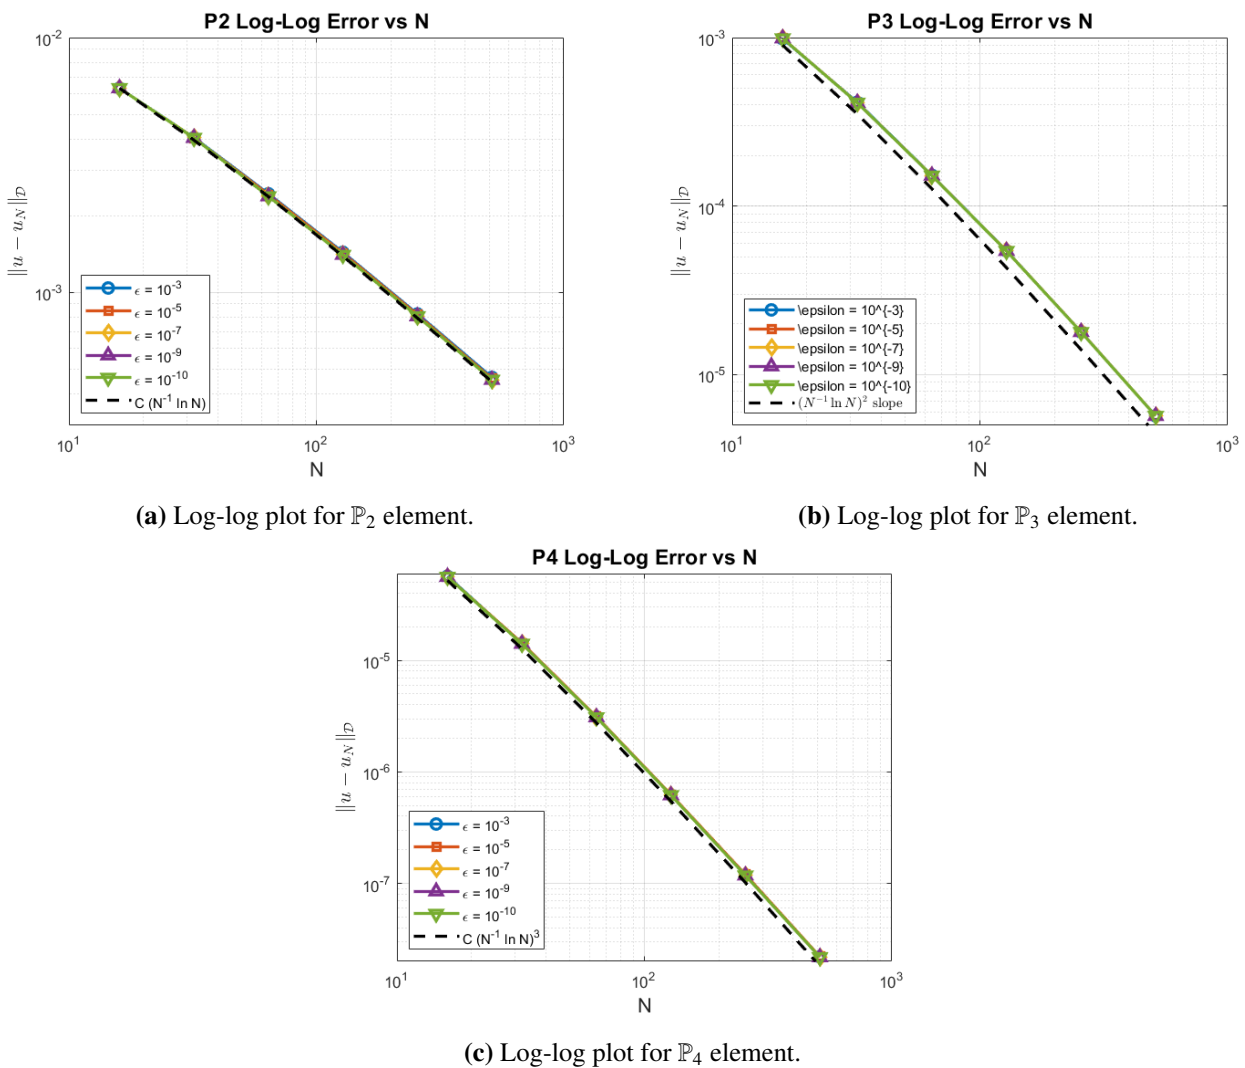 P2 Log-Log Error vs N
10^-2
10^-3
‖u − u_N‖_𝒟
ϵ = 10^-3
ϵ = 10^-5
ϵ = 10^-7
ϵ = 10^-9
ϵ = 10^-10
C (N^-1 ln N)
10^1 10^2 10^3
N
(a) Log-log plot for ℙ_2 element.
P3 Log-Log Error vs N
10^-3
10^-4
10^-5
‖u − u_N‖_𝒟
\epsilon = 10^{-3}
\epsilon = 10^{-5}
\epsilon = 10^{-7}
\epsilon = 10^{-9}
\epsilon = 10^{-10}
(N^−1 ln N)^2 slope
10^1 10^2 10^3
N
(b) Log-log plot for ℙ_3 element.
P4 Log-Log Error vs N
10^-5
10^-6
10^-7
‖u − u_N‖_𝒟
ϵ = 10^-3
ϵ = 10^-5
ϵ = 10^-7
ϵ = 10^-9
ϵ = 10^-10
C (N^-1 ln N)^3
10^1 10^2 10^3
N
(c) Log-log plot for ℙ_4 element.